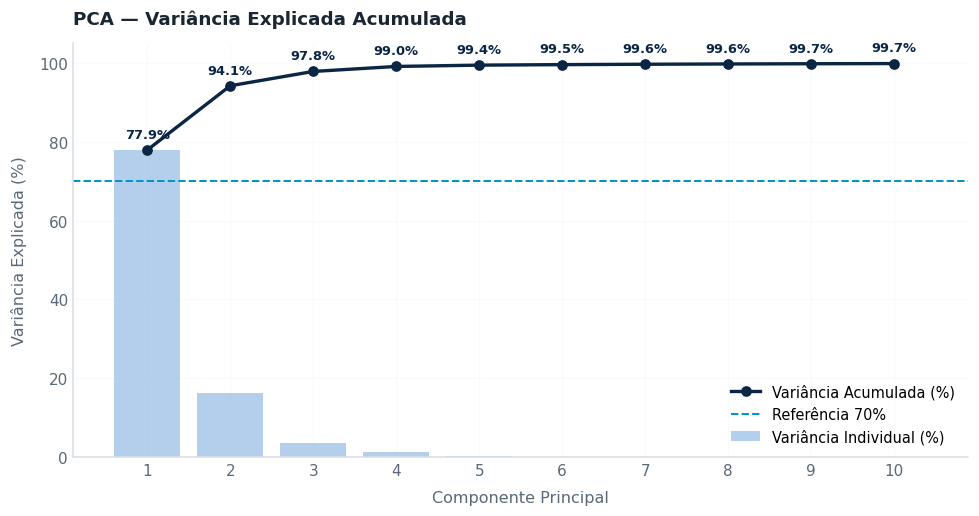 PCA — Variância Explicada Acumulada
77.9%
94.1%
97.8%
99.0%
99.4%
99.5%
99.6%
99.6%
99.7%
99.7%
Variância Explicada (%)
100
80
60
40
20
0
Variância Acumulada (%)
Referência 70%
Variância Individual (%)
1 2 3 4 5 6 7 8 9 10
Componente Principal